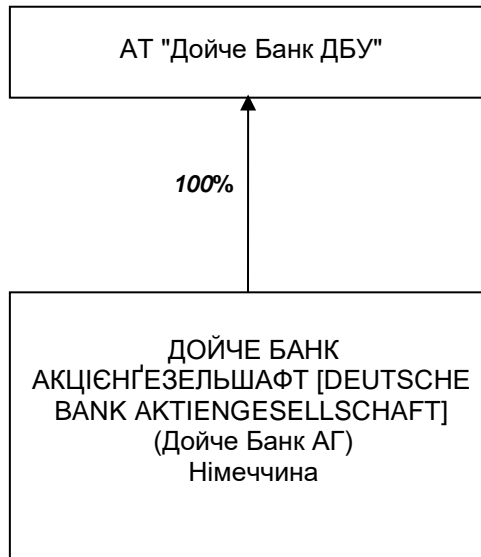 АТ "Дойче Банк ДБУ"
100%
ДОЙЧЕ БАНК
АКЦІЄНҐЕЗЕЛЬШАФТ [DEUTSCHE
BANK AKTIENGESELLSCHAFT]
(Дойче Банк АГ)
Німеччина